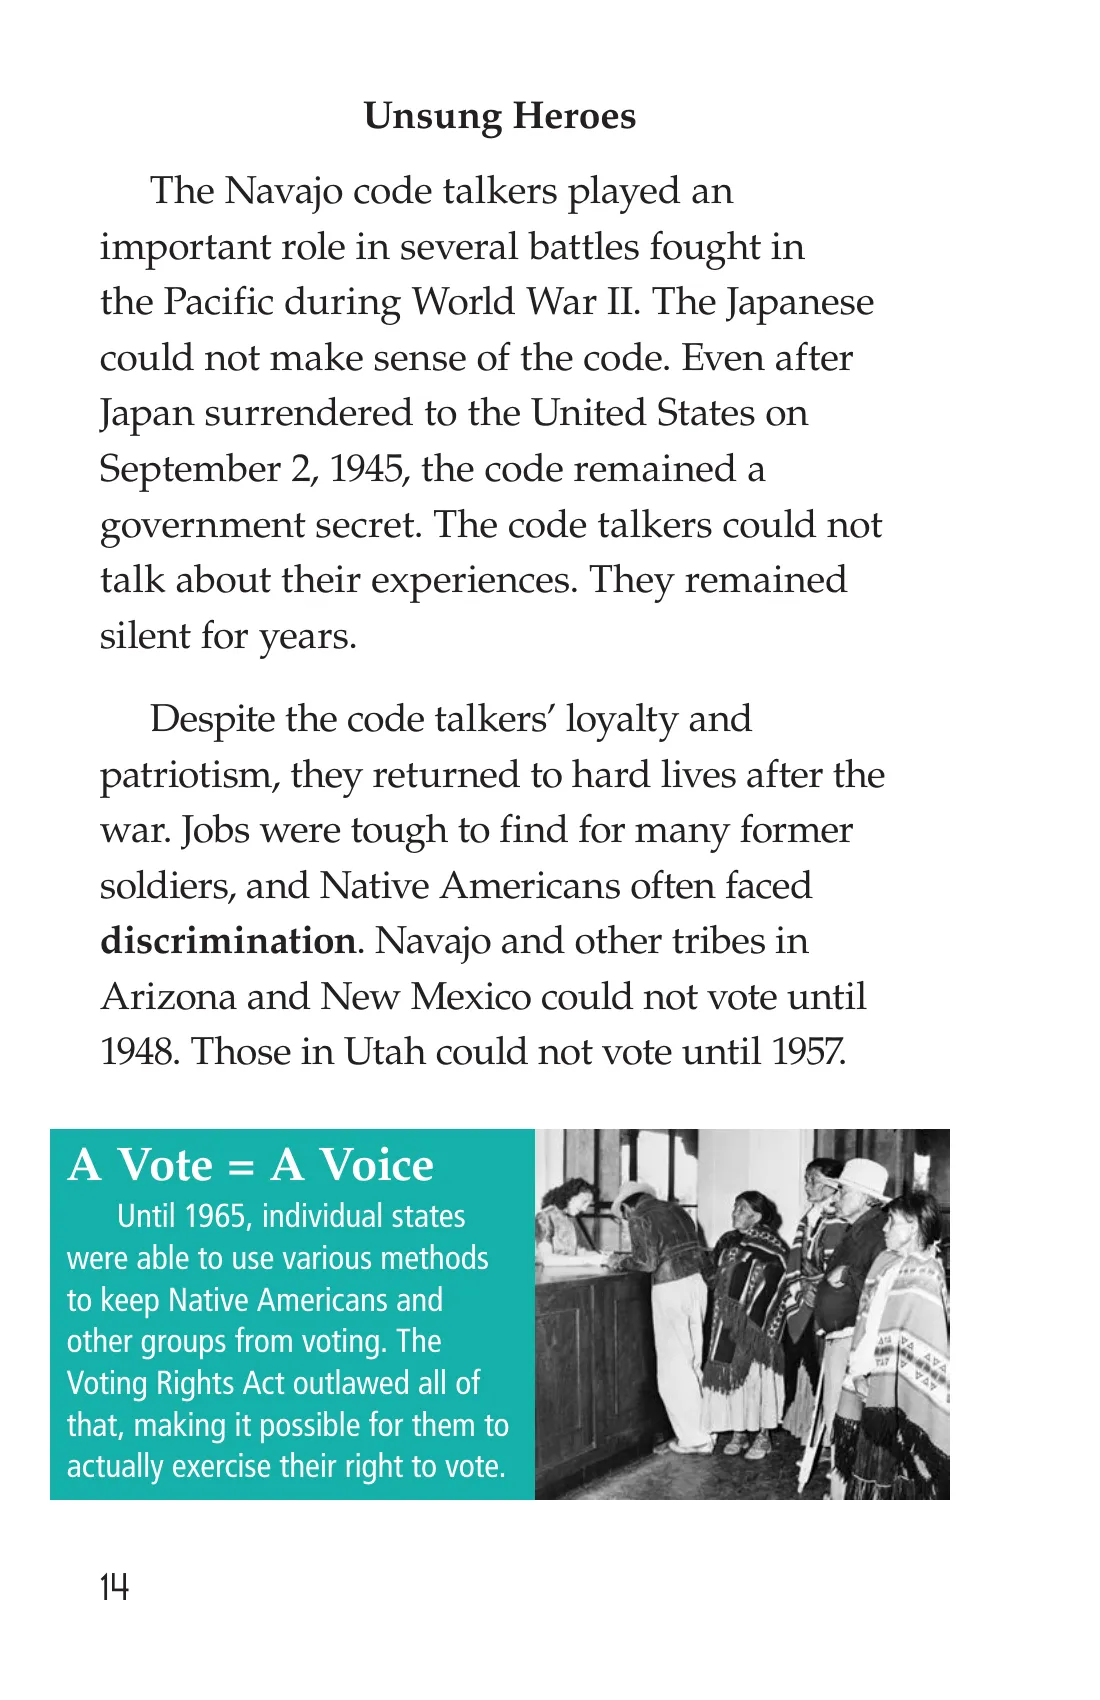 Unsung Heroes
The Navajo code talkers played an
important role in several battles fought in
the Pacific during World War II. The Japanese
could not make sense of the code. Even after
Japan surrendered to the United States on
September 2, 1945, the code remained a
government secret. The code talkers could not
talk about their experiences. They remained
silent for years.
Despite the code talkers’ loyalty and
patriotism, they returned to hard lives after the
war. Jobs were tough to find for many former
soldiers, and Native Americans often faced
discrimination. Navajo and other tribes in
Arizona and New Mexico could not vote until
1948. Those in Utah could not vote until 1957.
A Vote = A Voice
Until 1965, individual states
were able to use various methods
to keep Native Americans and
other groups from voting. The
Voting Rights Act outlawed all of
that, making it possible for them to
actually exercise their right to vote.
14